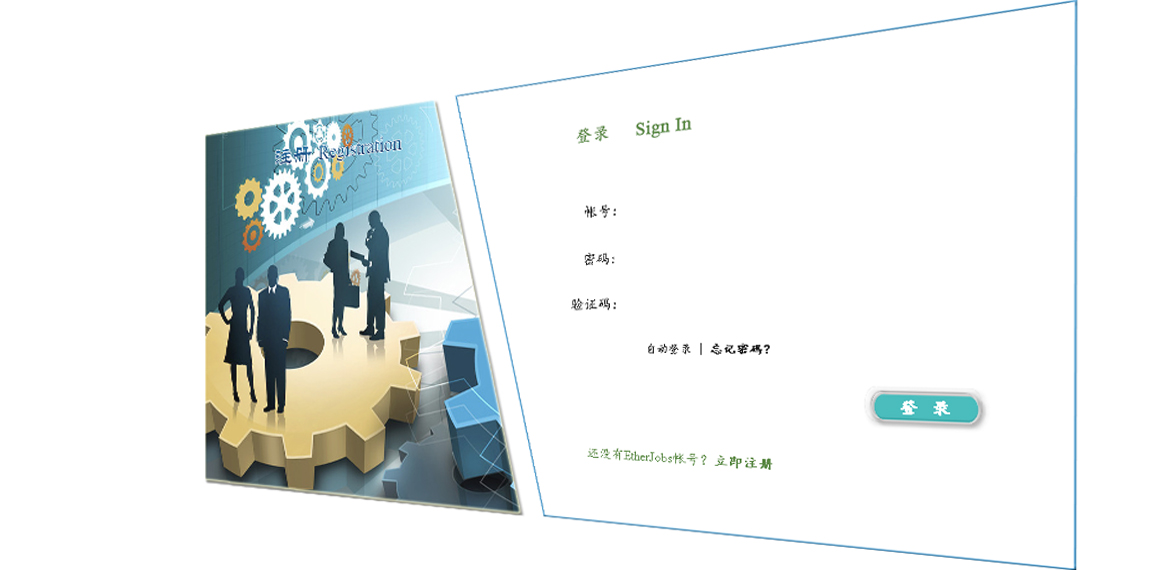 注册 Registration
登录 Sign In
帐号:
密码:
验证码:
自动登录 | 忘记密码?
登 录
还没有EtherJobs帐号? 立即注册